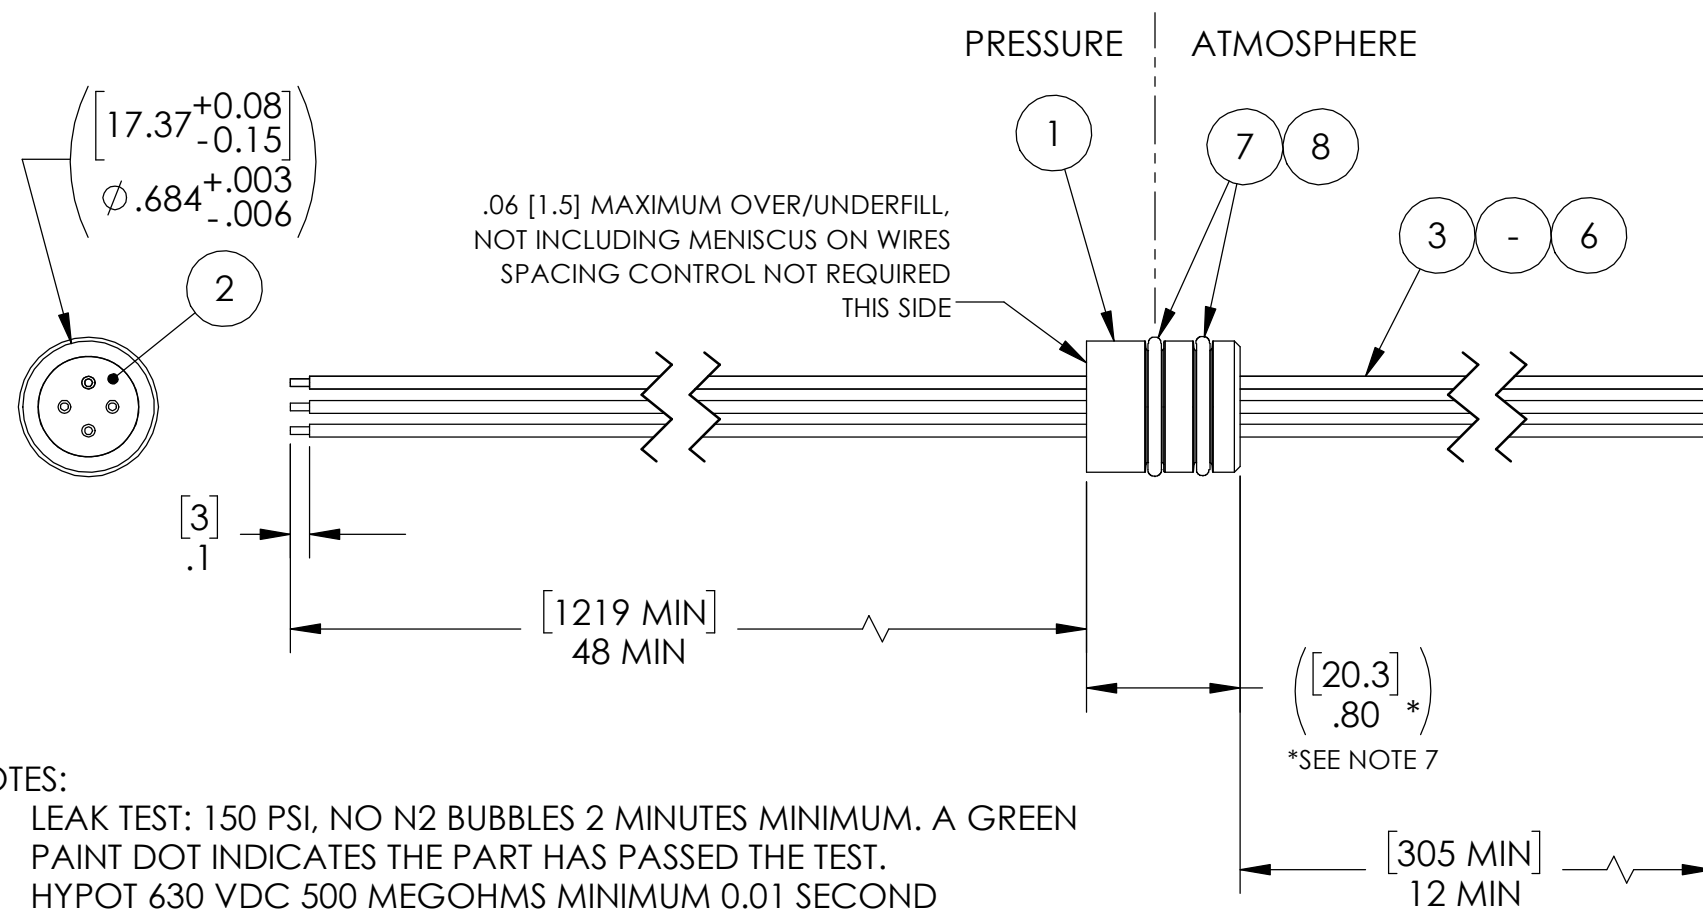 PRESSURE
ATMOSPHERE
[17.37 +0.08 -0.15]
Ø .684 +.003 -.006
1
7
8
2
.06 [1.5] MAXIMUM OVER/UNDERFILL,
NOT INCLUDING MENISCUS ON WIRES
SPACING CONTROL NOT REQUIRED
THIS SIDE
3 - 6
[3]
.1
[1219 MIN]
48 MIN
([20.3]
.80 *)
*SEE NOTE 7
OTES:
LEAK TEST: 150 PSI, NO N2 BUBBLES 2 MINUTES MINIMUM. A GREEN
PAINT DOT INDICATES THE PART HAS PASSED THE TEST.
HYPOT 630 VDC 500 MEGOHMS MINIMUM 0.01 SECOND
[305 MIN]
12 MIN